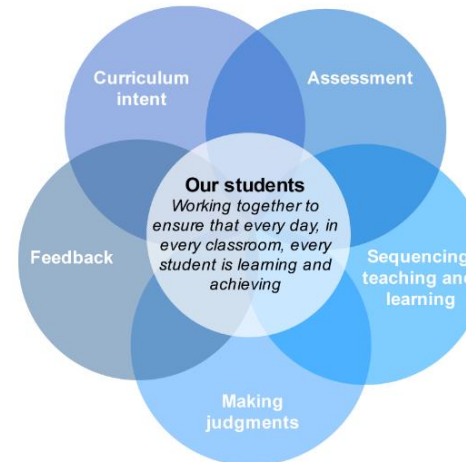 Curriculum
intent
Assessment
Our students
Working together to
ensure that every day, in
every classroom, every
student is learning and
achieving
Feedback
Sequencing
teaching and
learning
Making
judgments